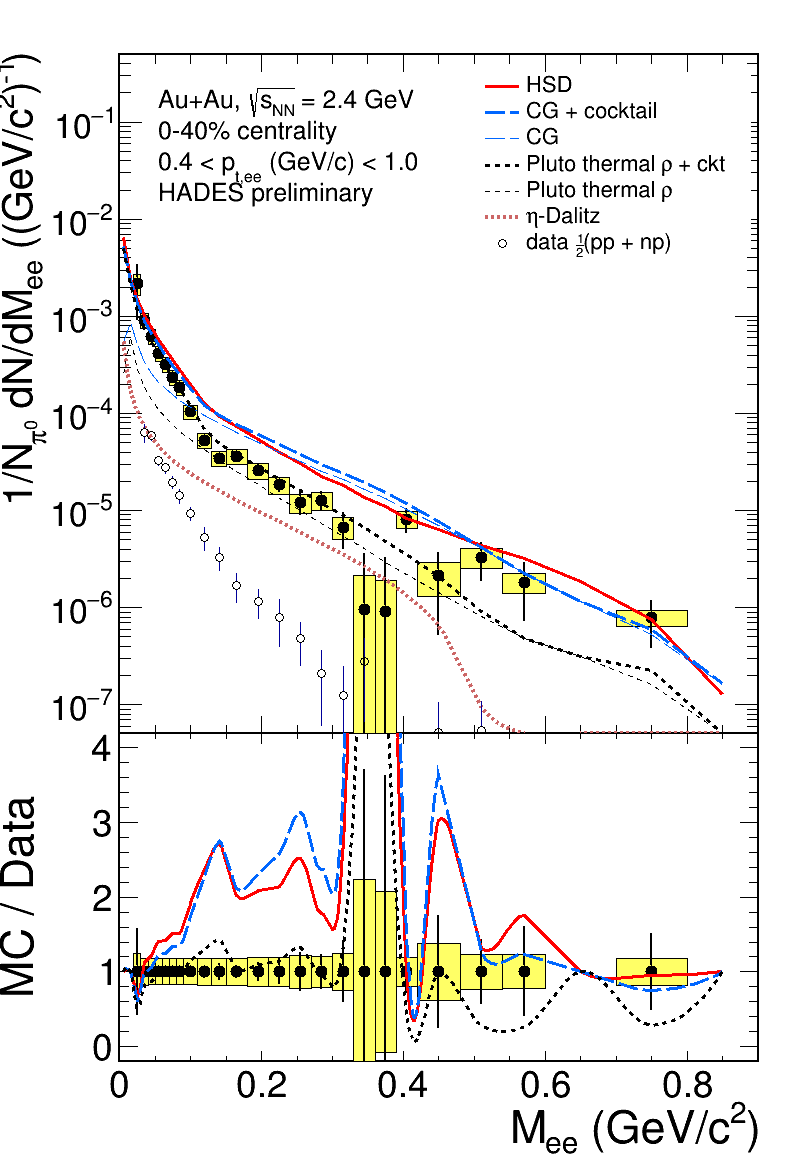 1/N_π⁰ dN/dM_ee ((GeV/c²)⁻¹)
Au+Au, √s_NN = 2.4 GeV
0-40% centrality
0.4 < p_t,ee (GeV/c) < 1.0
HADES preliminary
HSD
CG + cocktail
CG
Pluto thermal ρ + ckt
Pluto thermal ρ
η-Dalitz
data ½(pp + np)
10⁻¹
10⁻²
10⁻³
10⁻⁴
10⁻⁵
10⁻⁶
10⁻⁷
MC / Data
4
3
2
1
0
0 0.2 0.4 0.6 0.8
M_ee (GeV/c²)